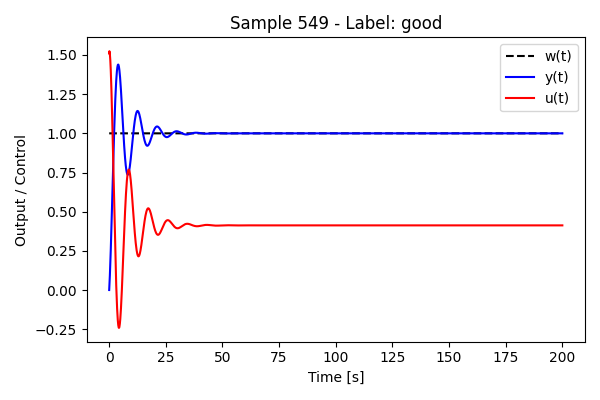 Sample 549 - Label: good
w(t)
y(t)
u(t)
Output / Control
1.50
1.25
1.00
0.75
0.50
0.25
0.00
−0.25
0 25 50 75 100 125 150 175 200
Time [s]